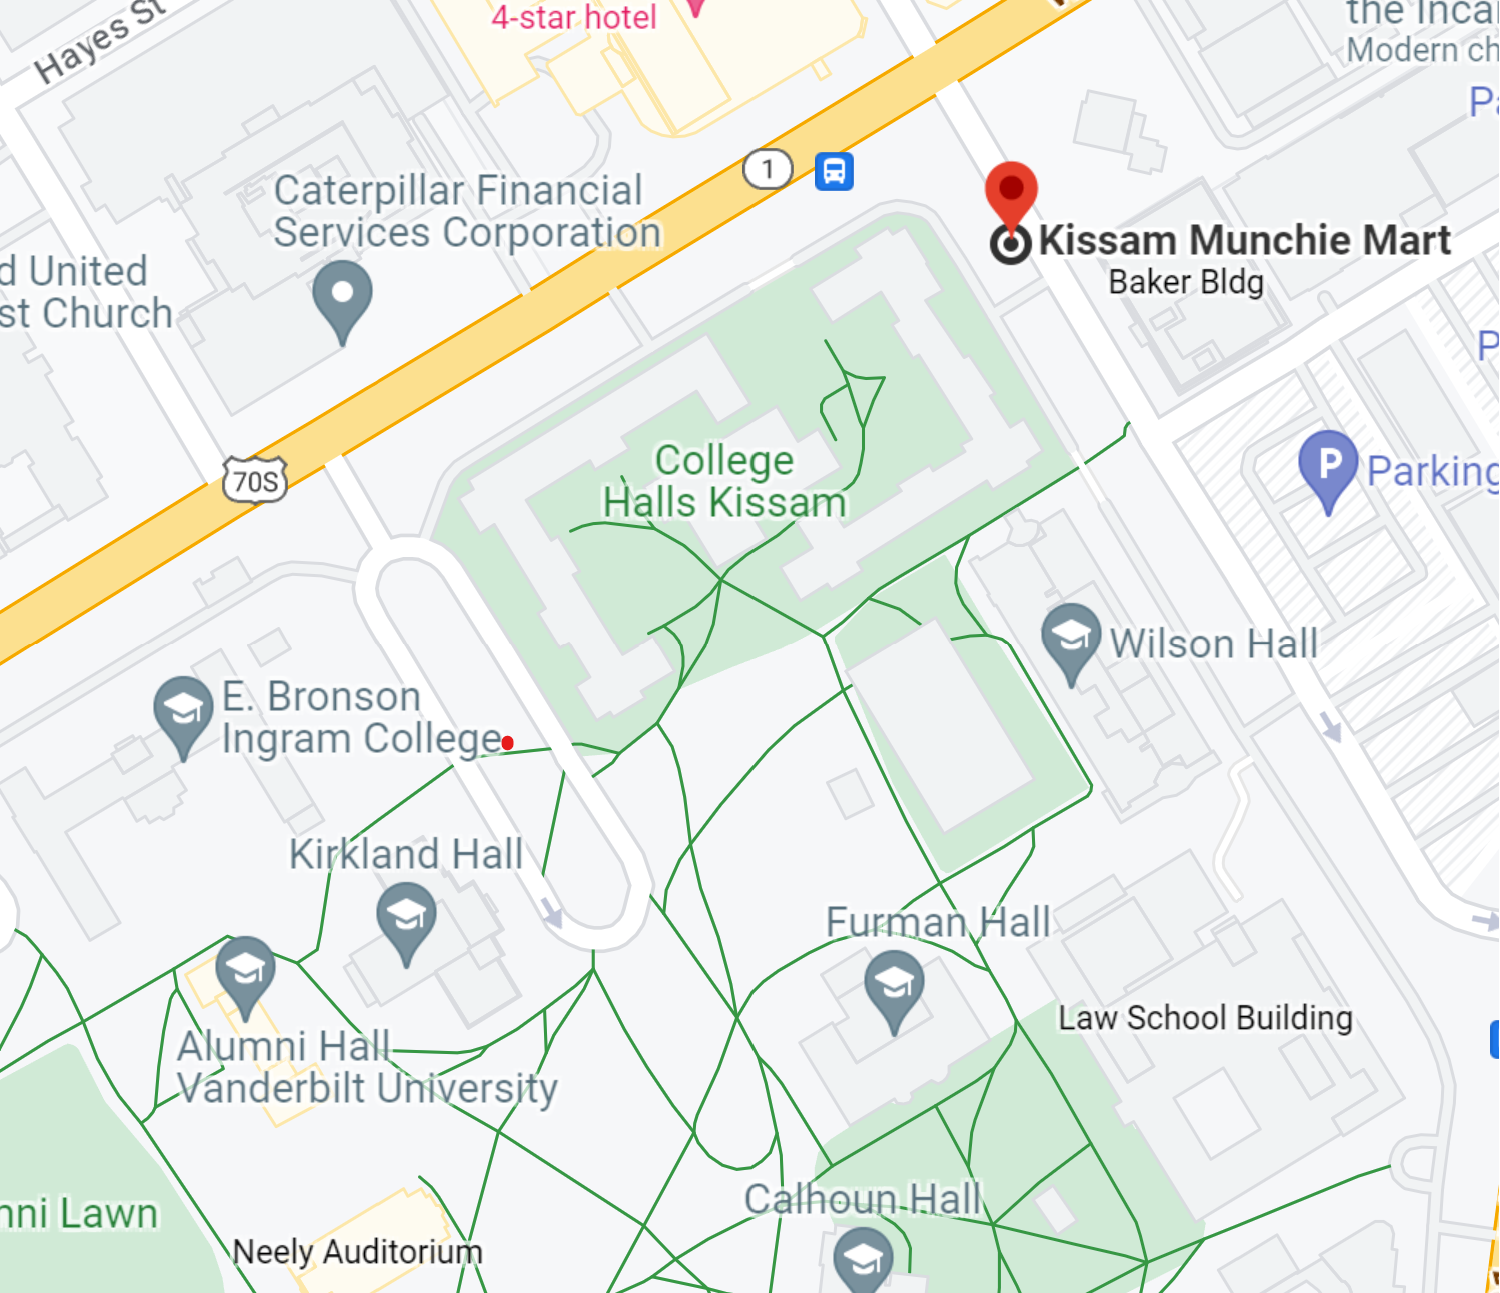 Hayes St
4-star hotel
the Inca
Modern ch
Pa
1
Caterpillar Financial
Services Corporation
d United
st Church
Kissam Munchie Mart
Baker Bldg
P
70S
College
Halls Kissam
P
Parking
E. Bronson
Ingram College
Wilson Hall
Kirkland Hall
Furman Hall
Law School Building
Alumni Hall
Vanderbilt University
Calhoun Hall
nni Lawn
Neely Auditorium